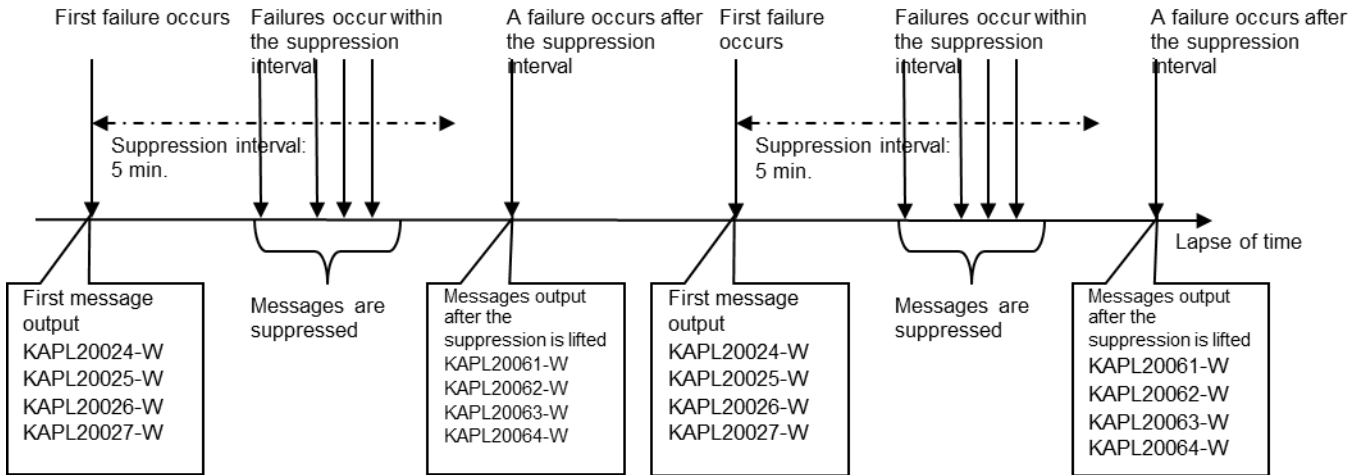 First failure occurs
Failures occur within
the suppression
interval
A failure occurs after
the suppression
interval
First failure
occurs
Failures occur within
the suppression
interval
A failure occurs after
the suppression
interval
Suppression interval:
5 min.
Suppression interval:
5 min.
Lapse of time
First message
output
KAPL20024-W
KAPL20025-W
KAPL20026-W
KAPL20027-W
Messages are
suppressed
Messages output
after the
suppression is lifted
KAPL20061-W
KAPL20062-W
KAPL20063-W
KAPL20064-W
First message
output
KAPL20024-W
KAPL20025-W
KAPL20026-W
KAPL20027-W
Messages are
suppressed
Messages output
after the
suppression is lifted
KAPL20061-W
KAPL20062-W
KAPL20063-W
KAPL20064-W